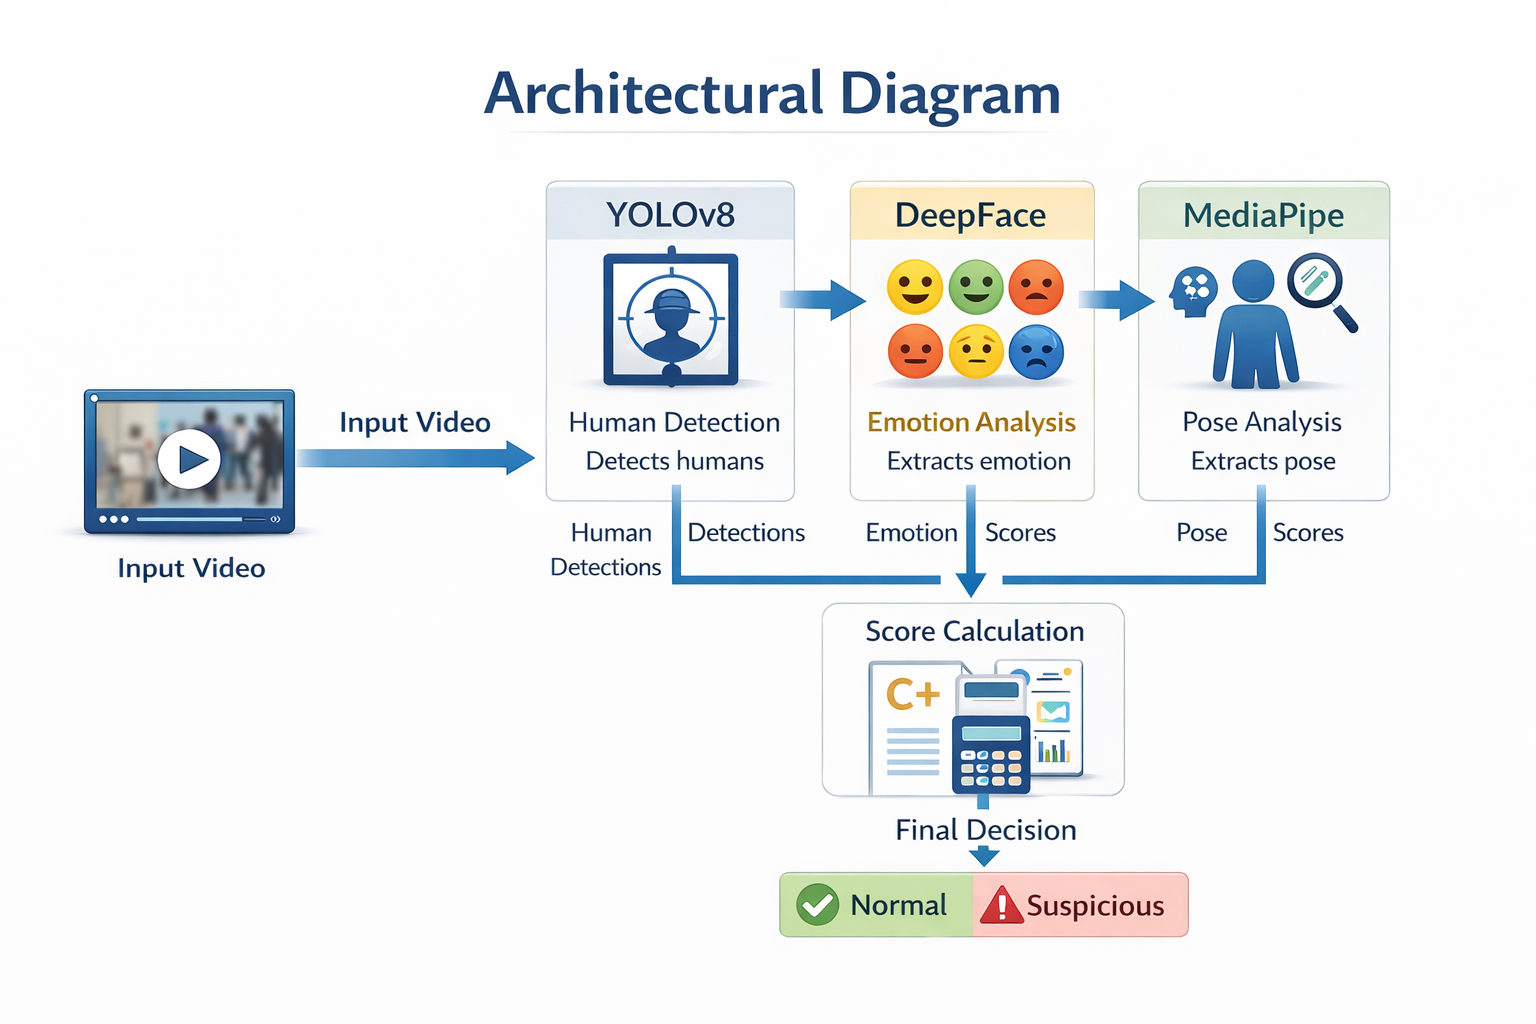 Architectural Diagram
YOLOv8
Human Detection
Detects humans
DeepFace
Emotion Analysis
Extracts emotion
MediaPipe
Pose Analysis
Extracts pose
Input Video
Input Video
Human Detections
Detections
Emotion Scores
Pose Scores
Score Calculation
C+
Final Decision
Normal
Suspicious